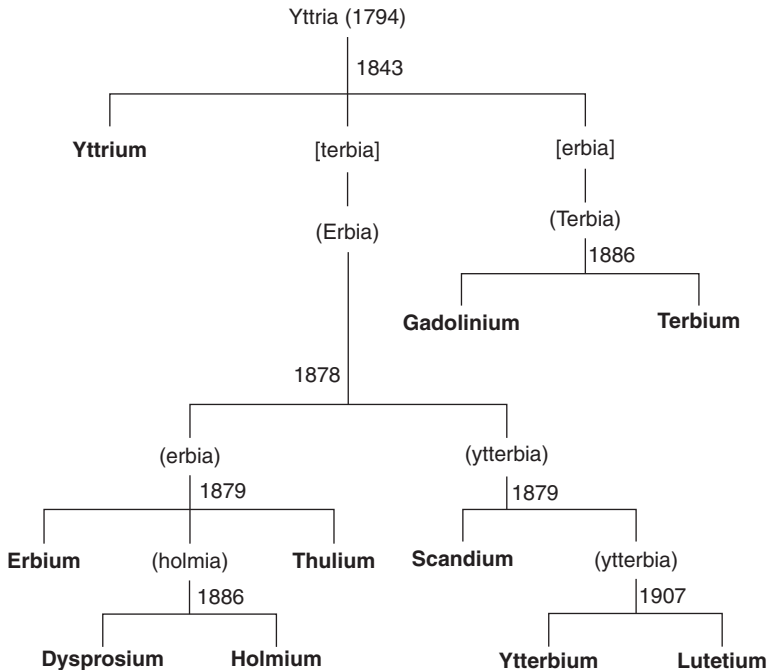 Yttria (1794)
1843
Yttrium [terbia] [erbia]
(Erbia) (Terbia)
1886
Gadolinium Terbium
1878
(erbia) (ytterbia)
1879 1879
Erbium (holmia) Thulium Scandium (ytterbia)
1886 1907
Dysprosium Holmium Ytterbium Lutetium